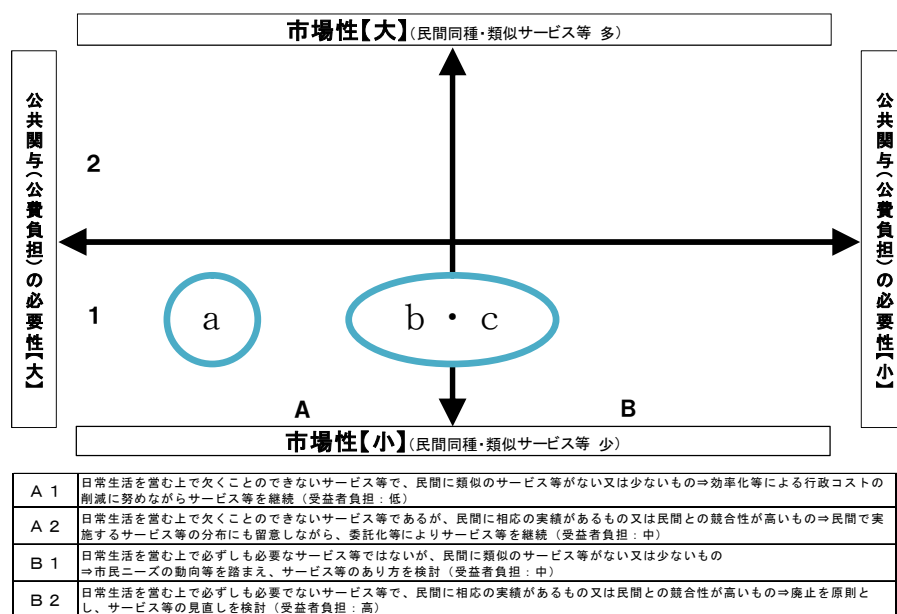 市場性【大】(民間同種・類似サービス等 多)
公共関与(公費負担)の必要性【大】
公共関与(公費負担)の必要性【小】
2
1
a
b ・ c
A
B
市場性【小】(民間同種・類似サービス等 少)
A 1
日常生活を営む上で欠くことのできないサービス等で、民間に類似のサービス等がない又は少ないもの⇒効率化等による行政コストの
削減に努めながらサービス等を継続（受益者負担：低）
A 2
日常生活を営む上で欠くことのできないサービス等であるが、民間に相応の実績があるもの又は民間との競合性が高いもの⇒民間で実
施するサービス等の分布にも留意しながら、委託化等によりサービス等を継続（受益者負担：中）
B 1
日常生活を営む上で必ずしも必要なサービス等ではないが、民間に類似のサービス等がない又は少ないもの
⇒市民ニーズの動向等を踏まえ、サービス等のあり方を検討（受益者負担：中）
B 2
日常生活を営む上で必ずしも必要でないサービス等で、民間に相応の実績があるもの又は民間との競合性が高いもの⇒廃止を原則と
し、サービス等の見直しを検討（受益者負担：高）